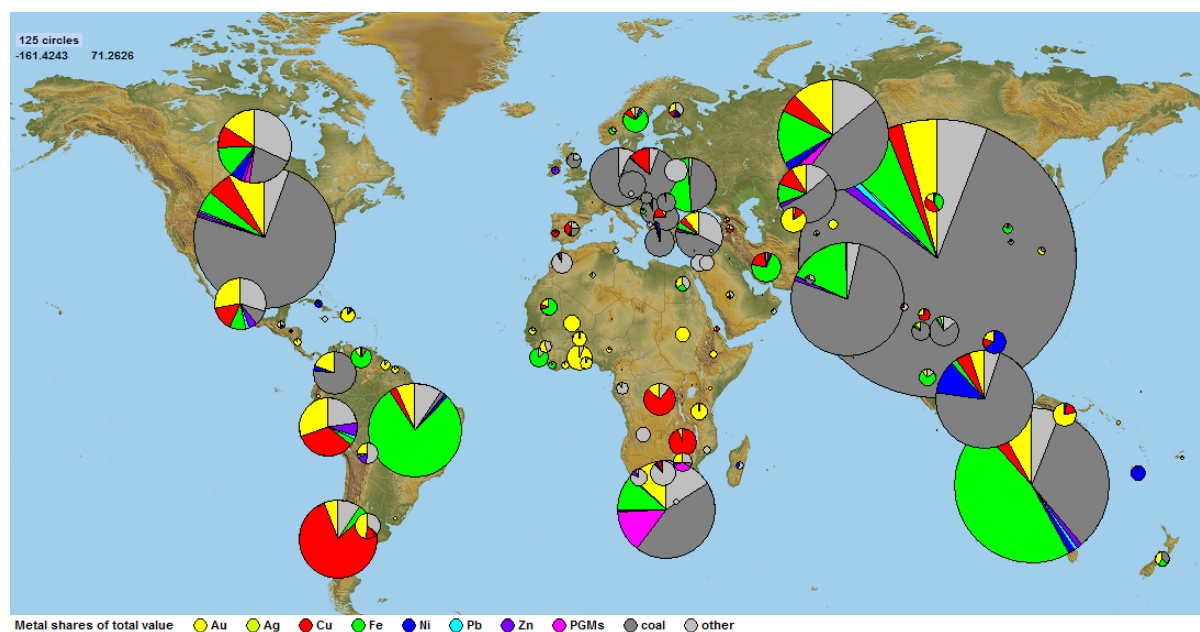 125 circles
-161.4243 71.2626
Metal shares of total value Au Ag Cu Fe Ni Pb Zn PGMs coal other